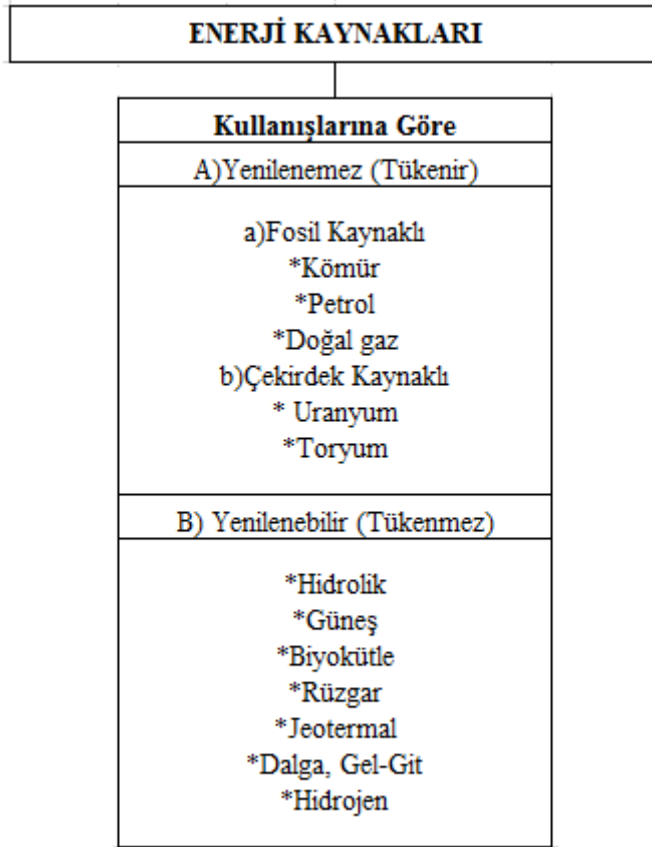 ENERJİ KAYNAKLARI
Kullanışlarına Göre
A)Yenilenemez (Tükenir)
a)Fosil Kaynaklı
*Kömür
*Petrol
*Doğal gaz
b)Çekirdek Kaynaklı
* Uranyum
*Toryum
B) Yenilenebilir (Tükenmez)
*Hidrolik
*Güneş
*Biyokütle
*Rüzgar
*Jeotermal
*Dalga, Gel-Git
*Hidrojen